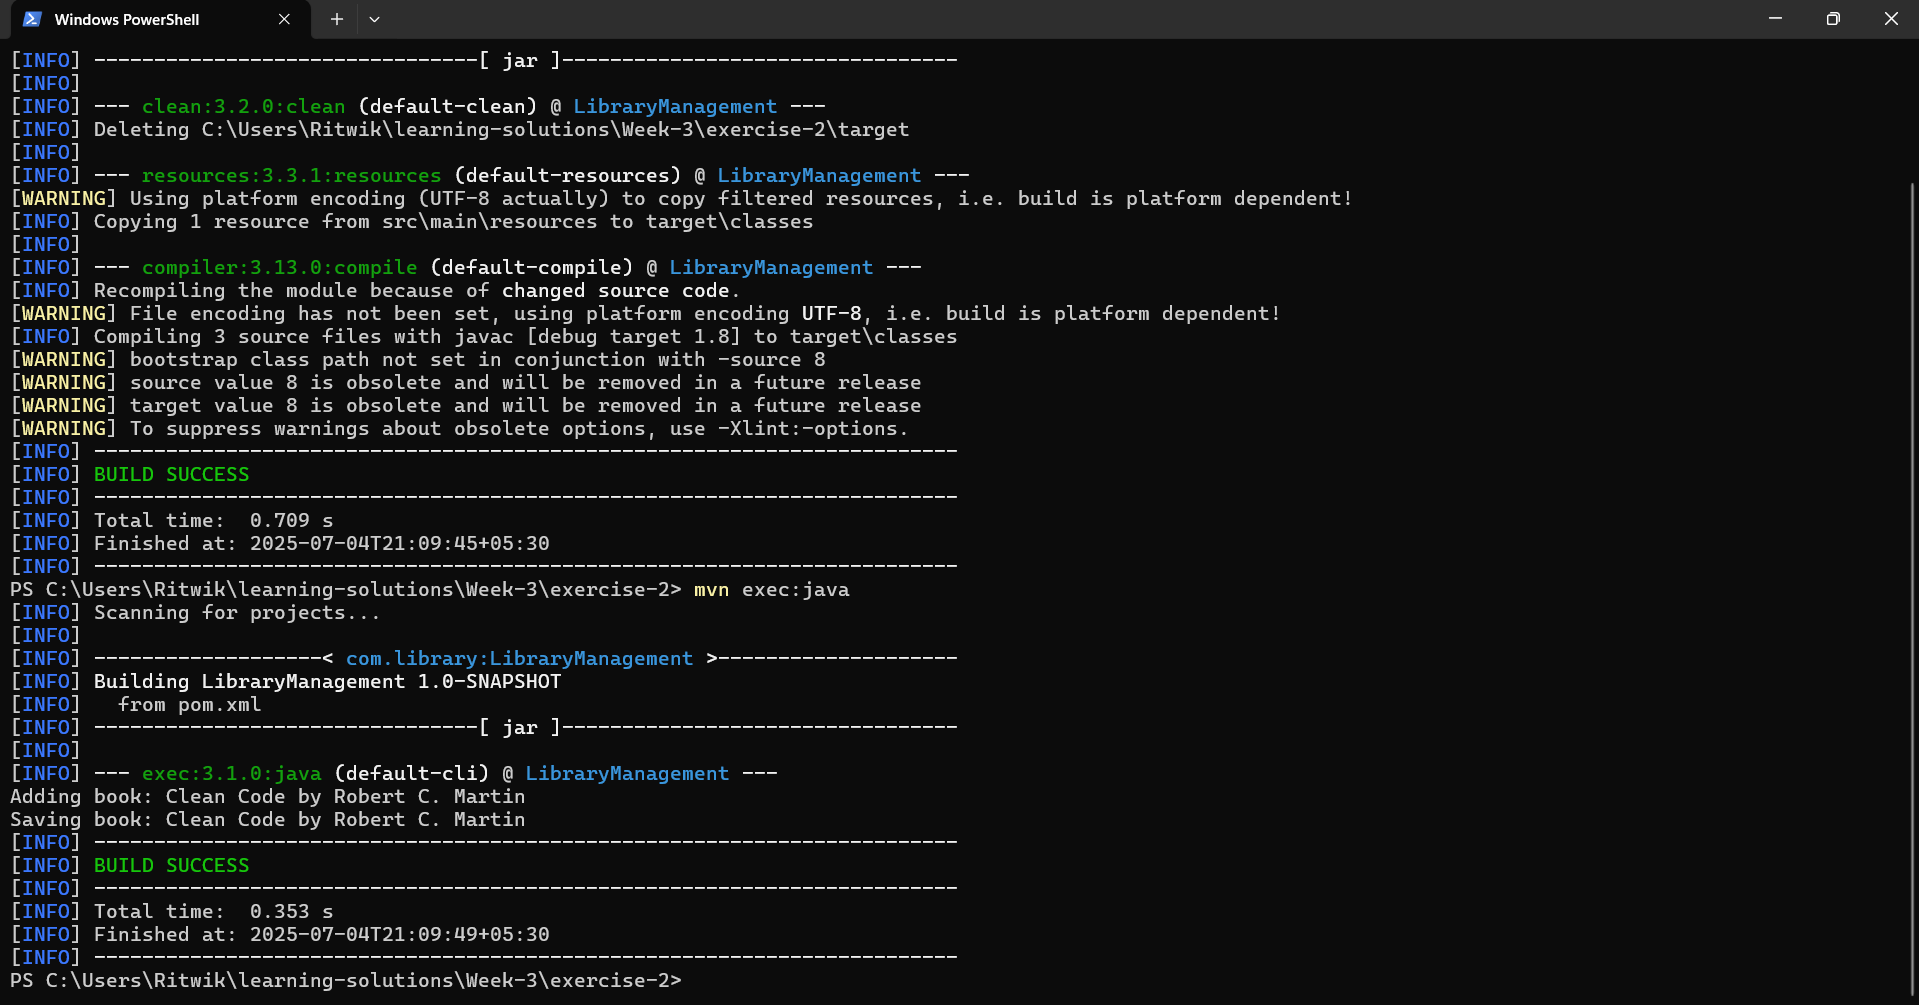 Windows PowerShell
[INFO] --------------------------------[ jar ]---------------------------------
[INFO]
[INFO] --- clean:3.2.0:clean (default-clean) @ LibraryManagement ---
[INFO] Deleting C:\Users\Ritwik\learning-solutions\Week-3\exercise-2\target
[INFO]
[INFO] --- resources:3.3.1:resources (default-resources) @ LibraryManagement ---
[WARNING] Using platform encoding (UTF-8 actually) to copy filtered resources, i.e. build is platform dependent!
[INFO] Copying 1 resource from src\main\resources to target\classes
[INFO]
[INFO] --- compiler:3.13.0:compile (default-compile) @ LibraryManagement ---
[INFO] Recompiling the module because of changed source code.
[WARNING] File encoding has not been set, using platform encoding UTF-8, i.e. build is platform dependent!
[INFO] Compiling 3 source files with javac [debug target 1.8] to target\classes
[WARNING] bootstrap class path not set in conjunction with -source 8
[WARNING] source value 8 is obsolete and will be removed in a future release
[WARNING] target value 8 is obsolete and will be removed in a future release
[WARNING] To suppress warnings about obsolete options, use -Xlint:-options.
[INFO] ------------------------------------------------------------------------
[INFO] BUILD SUCCESS
[INFO] ------------------------------------------------------------------------
[INFO] Total time:  0.709 s
[INFO] Finished at: 2025-07-04T21:09:45+05:30
[INFO] ------------------------------------------------------------------------
PS C:\Users\Ritwik\learning-solutions\Week-3\exercise-2> mvn exec:java
[INFO] Scanning for projects...
[INFO]
[INFO] -------------------< com.library:LibraryManagement >--------------------
[INFO] Building LibraryManagement 1.0-SNAPSHOT
[INFO]   from pom.xml
[INFO] --------------------------------[ jar ]---------------------------------
[INFO]
[INFO] --- exec:3.1.0:java (default-cli) @ LibraryManagement ---
Adding book: Clean Code by Robert C. Martin
Saving book: Clean Code by Robert C. Martin
[INFO] ------------------------------------------------------------------------
[INFO] BUILD SUCCESS
[INFO] ------------------------------------------------------------------------
[INFO] Total time:  0.353 s
[INFO] Finished at: 2025-07-04T21:09:49+05:30
[INFO] ------------------------------------------------------------------------
PS C:\Users\Ritwik\learning-solutions\Week-3\exercise-2>